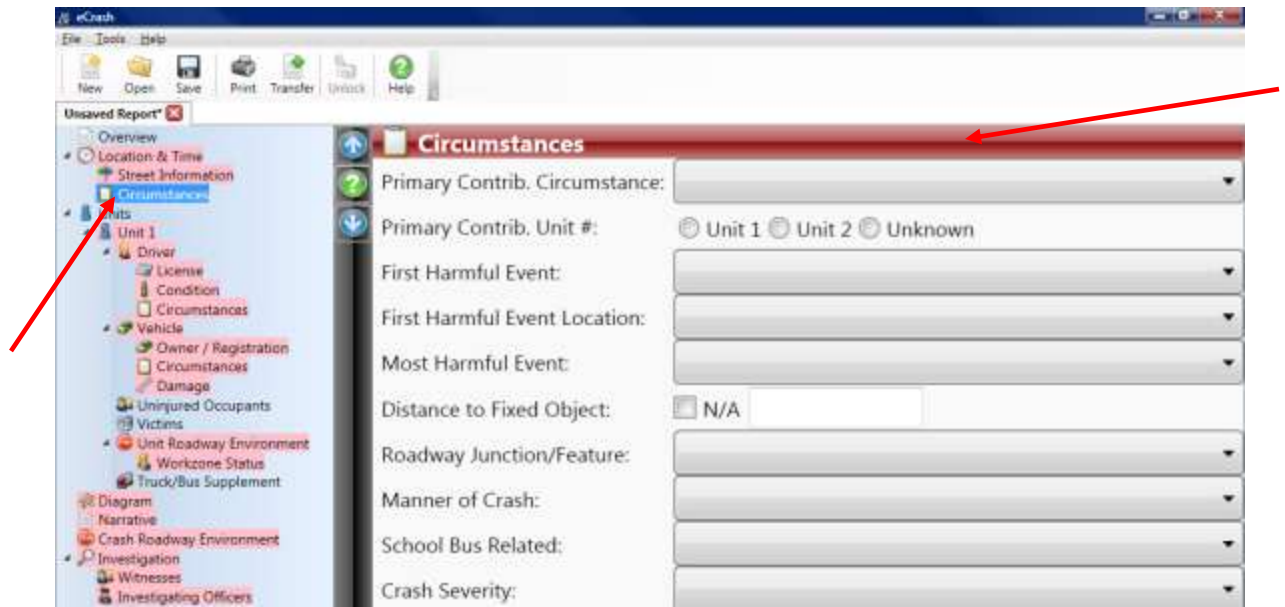 eCrash
File Tools Help
New Open Save Print Transfer Unlock Help
Unsaved Report*
Overview
Location & Time
Street Information
Circumstances
Units
Unit 1
Driver
License
Condition
Circumstances
Vehicle
Owner / Registration
Circumstances
Damage
Uninjured Occupants
Victims
Unit Roadway Environment
Workzone Status
Truck/Bus Supplement
Diagram
Narrative
Crash Roadway Environment
Investigation
Witnesses
Investigating Officers
Circumstances
Primary Contrib. Circumstance:
Primary Contrib. Unit #: Unit 1 Unit 2 Unknown
First Harmful Event:
First Harmful Event Location:
Most Harmful Event:
Distance to Fixed Object: N/A
Roadway Junction/Feature:
Manner of Crash:
School Bus Related:
Crash Severity: